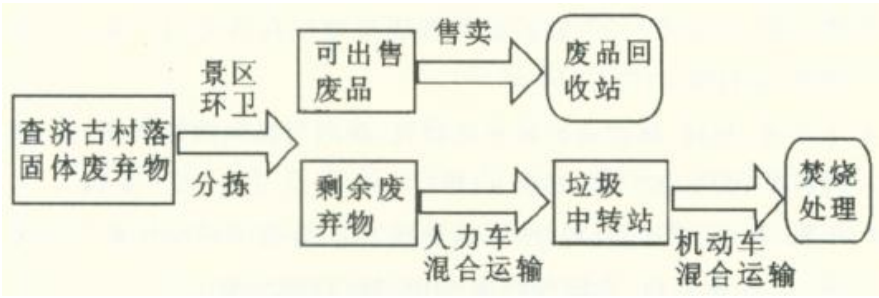 查济古村落
固体废弃物
景区
环卫
分拣
可出售
废品
售卖
废品回
收站
剩余废
弃物
人力车
混合运输
垃圾
中转站
机动车
混合运输
焚烧
处理